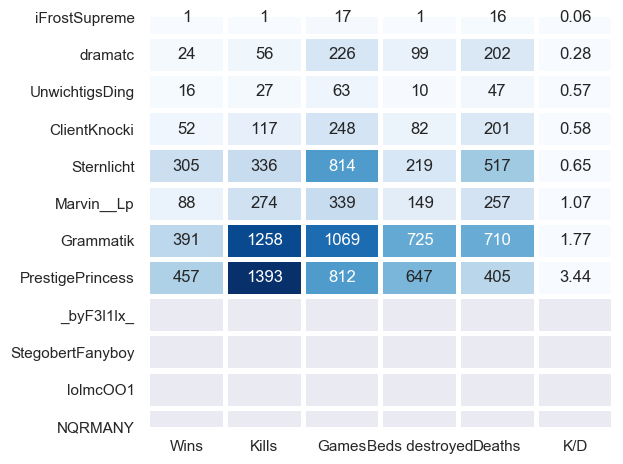 iFrostSupreme 1 1 17 1 16 0.06
dramatc 24 56 226 99 202 0.28
UnwichtigsDing 16 27 63 10 47 0.57
ClientKnocki 52 117 248 82 201 0.58
Sternlicht 305 336 814 219 517 0.65
Marvin__Lp 88 274 339 149 257 1.07
Grammatik 391 1258 1069 725 710 1.77
PrestigePrincess 457 1393 812 647 405 3.44
_byF3l1lx_
StegobertFanyboy
lolmcOO1
NQRMANY
Wins Kills Games Beds destroyed Deaths K/D